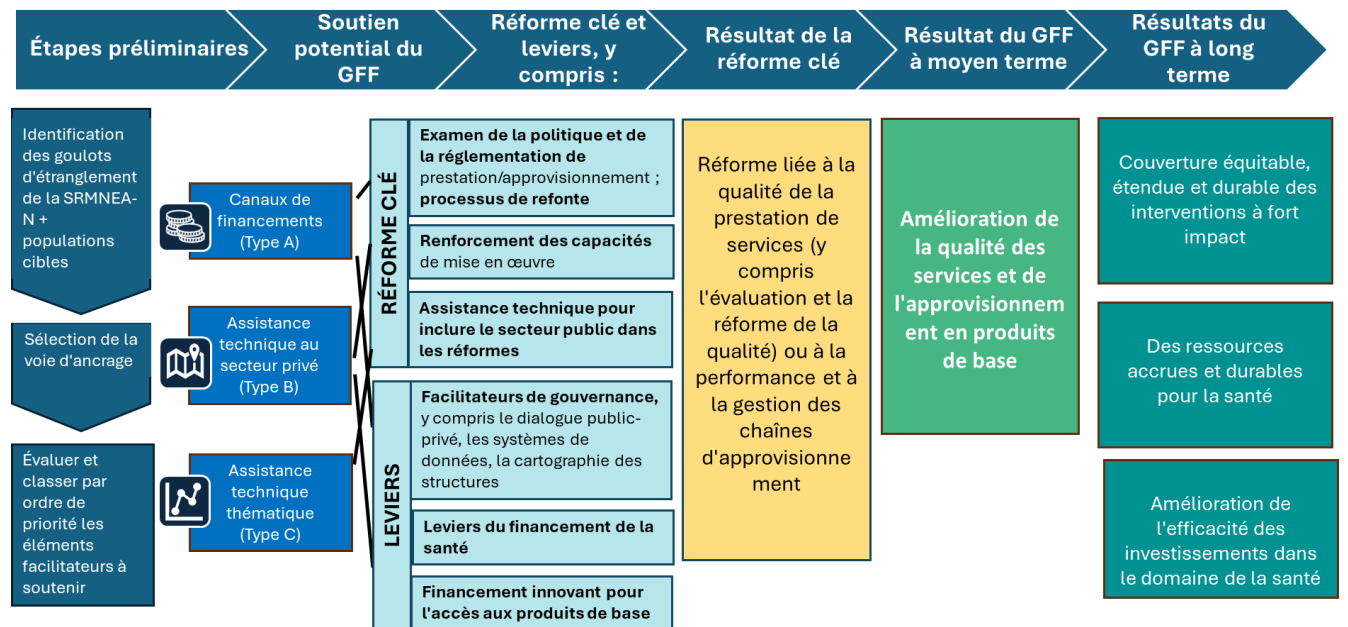 Étapes préliminaires
Soutien
potentiel du
GFF
Réforme clé et
leviers, y
compris :
Résultat de la
réforme clé
Résultat du GFF
à moyen terme
Résultats du
GFF à long
terme
Identification
des goulots
d'étranglement
de la SRMNEA-
N +
populations
cibles
Sélection de la
voie d'ancrage
Évaluer et
classer par
ordre de
priorité les
éléments
facilitateurs à
soutenir
Canaux de
financements
(Type A)
Assistance
technique au
secteur privé
(Type B)
Assistance
technique
thématique
(Type C)
RÉFORME CLÉ
Examen de la politique et de
la réglementation de
prestation/approvisionnement ;
processus de refonte
Renforcement des capacités
de mise en œuvre
Assistance technique pour
inclure le secteur public dans
les réformes
LEVIERS
Facilitateurs de gouvernance,
y compris le dialogue public-
privé, les systèmes de
données, la cartographie des
structures
Leviers du financement de la
santé
Financement innovant pour
l'accès aux produits de base
Réforme liée à la
qualité de la
prestation de
services (y
compris
l'évaluation et la
réforme de la
qualité) ou à la
performance et à
la gestion des
chaînes
d'approvisionne
ment
Amélioration de
la qualité des
services et de
l'approvisionnem
ent en produits
de base
Couverture équitable,
étendue et durable des
interventions à fort
impact
Des ressources
accrues et durables
pour la santé
Amélioration de
l'efficacité des
investissements dans
le domaine de la santé